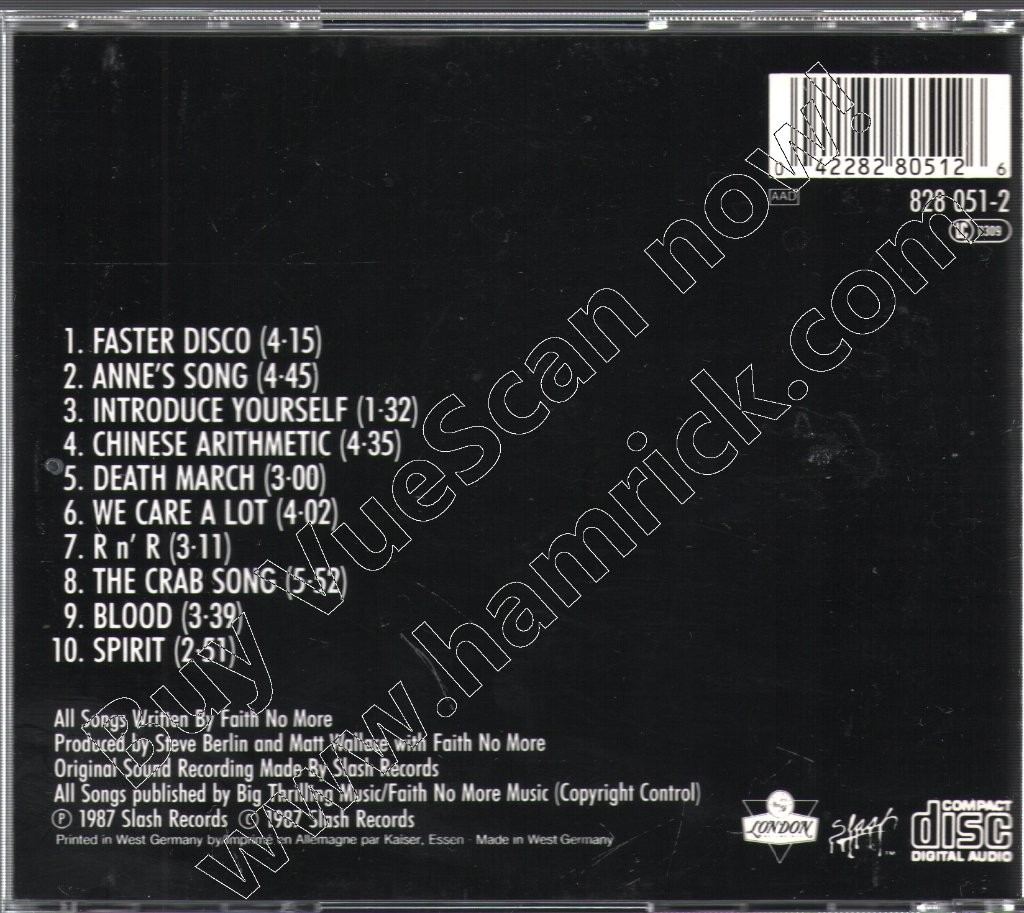 0 42282 80512 6
AAD
828 051-2
LC 7309
1. FASTER DISCO (4·15)
2. ANNE'S SONG (4·45)
3. INTRODUCE YOURSELF (1·32)
4. CHINESE ARITHMETIC (4·35)
5. DEATH MARCH (3·00)
6. WE CARE A LOT (4·02)
7. R n' R (3·11)
8. THE CRAB SONG (5·52)
9. BLOOD (3·39)
10. SPIRIT (2·51)
All Songs Written By Faith No More
Produced by Steve Berlin and Matt Wallace with Faith No More
Original Sound Recording Made By Slash Records
All Songs published by Big Thrilling Music/Faith No More Music (Copyright Control)
Ⓟ 1987 Slash Records © 1987 Slash Records
Printed in West Germany by/Imprimé en Allemagne par Kaiser, Essen · Made in West Germany
LONDON
Slash
COMPACT
disc
DIGITAL AUDIO
Buy VueScan now!
www.hamrick.com